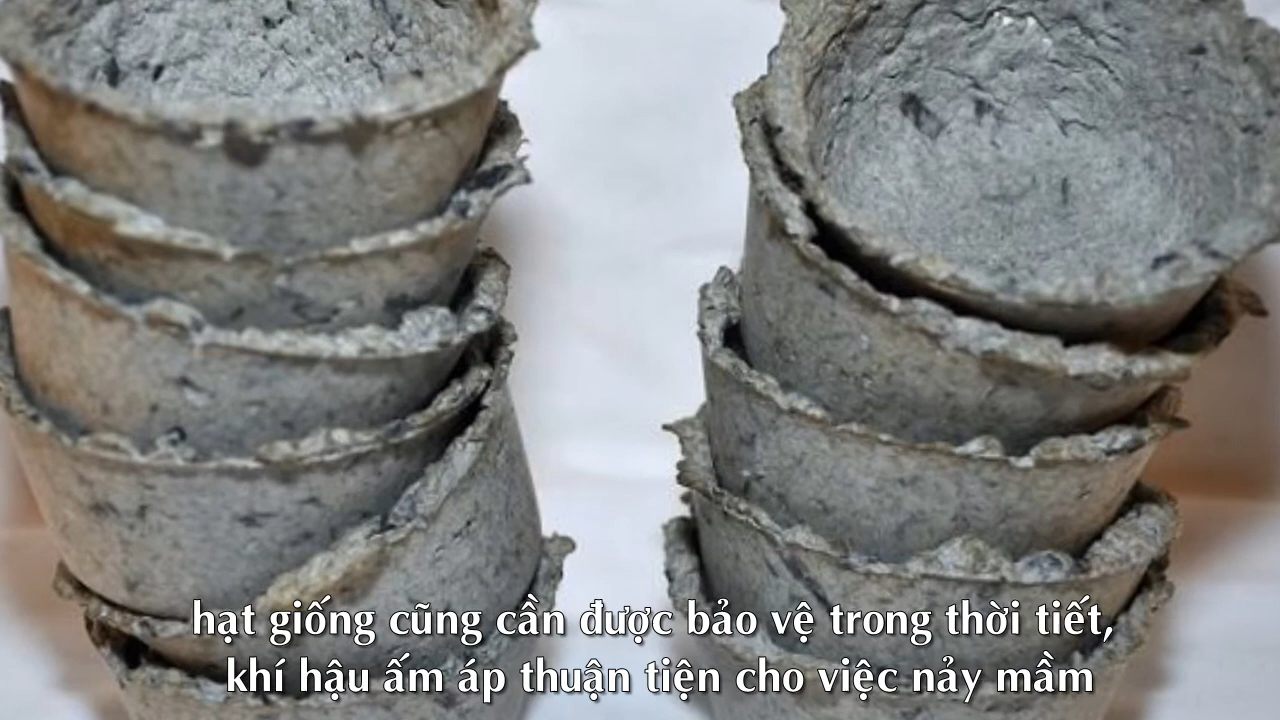 hạt giống cũng cần được bảo vệ trong thời tiết,
khí hậu ấm áp thuận tiện cho việc nảy mầm